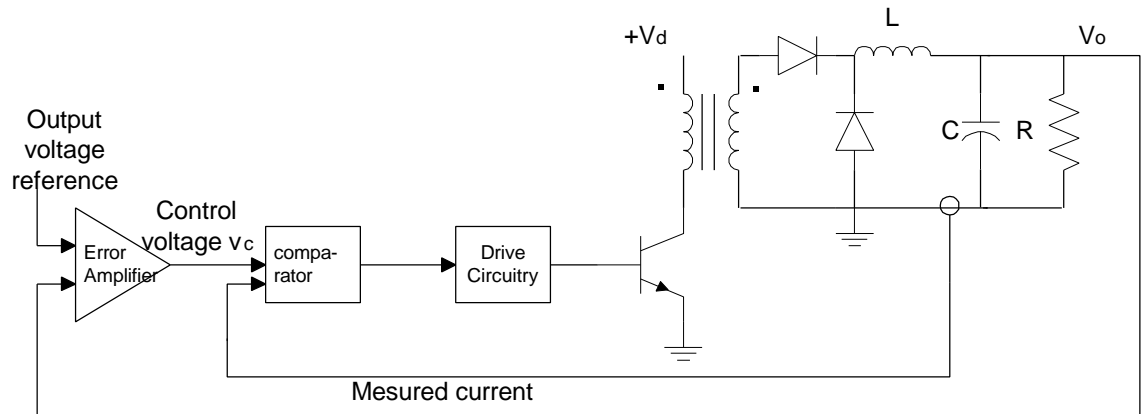 L
+Vd
Vo
C
R
Output
voltage
reference
Control
voltage vc
Error
Amplifier
compa-
rator
Drive
Circuitry
Mesured current